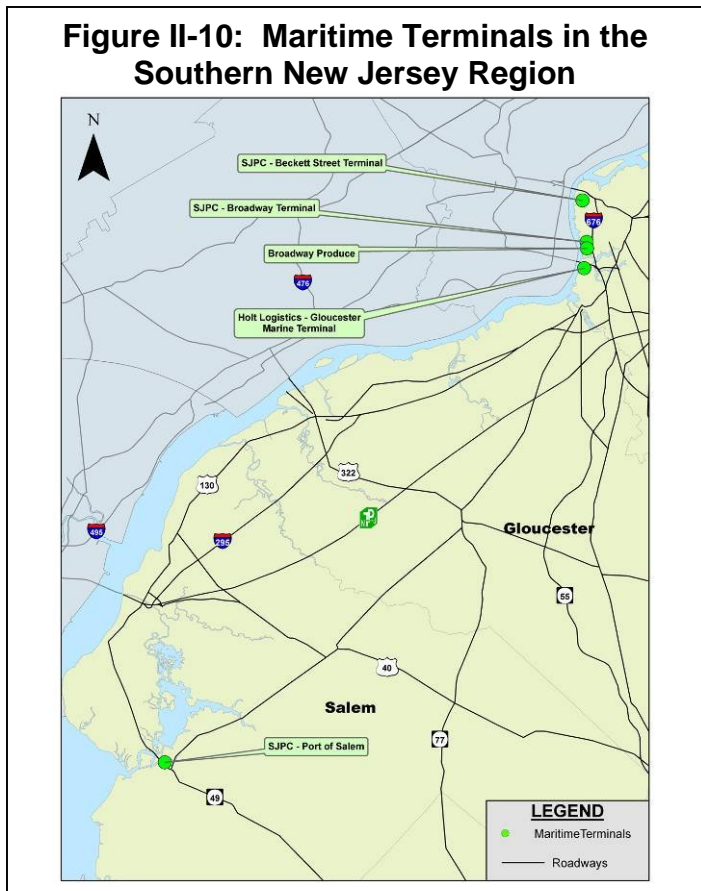 Figure II-10: Maritime Terminals in the
Southern New Jersey Region
N
SJPC - Beckett Street Terminal
SJPC - Broadway Terminal
676
Broadway Produce
476
Holt Logistics - Gloucester
Marine Terminal
322
130
Gloucester
495
295
55
40
Salem
77
SJPC - Port of Salem
49
LEGEND
MaritimeTerminals
Roadways